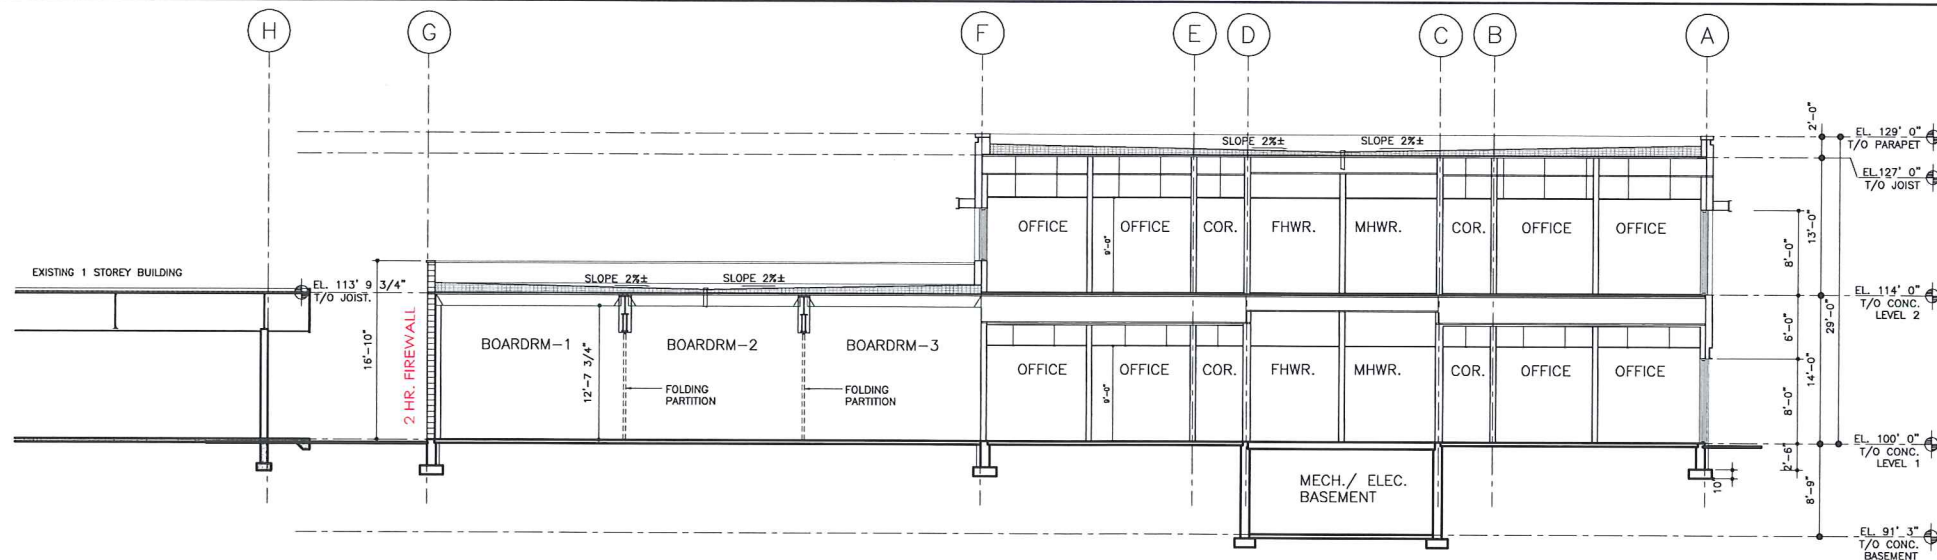 H
G
F
E
D
C
B
A
2'-0"
EL. 129' 0"
T/O PARAPET
SLOPE 2%±
SLOPE 2%±
EL.127' 0"
T/O JOIST
OFFICE
OFFICE
COR.
FHWR.
MHWR.
COR.
OFFICE
OFFICE
9'-0"
8'-0"
13'-0"
EXISTING 1 STOREY BUILDING
EL. 113' 9 3/4"
T/O JOIST.
SLOPE 2%±
SLOPE 2%±
EL. 114' 0"
T/O CONC.
LEVEL 2
29'-0"
6'-0"
2 HR. FIREWALL
16'-10"
BOARDRM-1
BOARDRM-2
BOARDRM-3
12'-7 3/4"
FOLDING
PARTITION
FOLDING
PARTITION
OFFICE
OFFICE
COR.
FHWR.
MHWR.
COR.
OFFICE
OFFICE
9'-0"
8'-0"
14'-0"
EL. 100' 0"
T/O CONC.
LEVEL 1
2'-6"
10"
8'-9"
MECH./ ELEC.
BASEMENT
EL. 91' 3"
T/O CONC.
BASEMENT